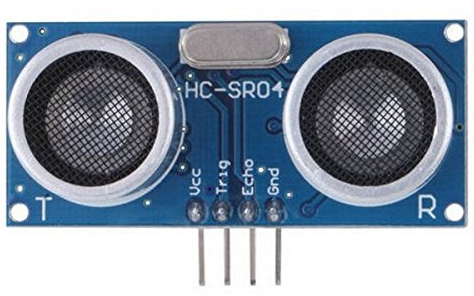 HC-SR04
Vcc
Trig
Echo
Gnd
T
R